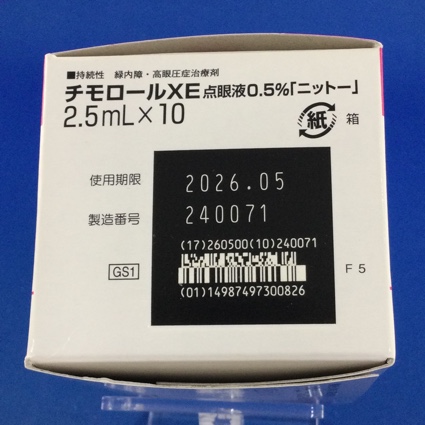 ■持続性 緑内障・高眼圧症治療剤
チモロールXE点眼液0.5%「ニットー」
2.5mL×10
紙 箱
使用期限 2026.05
製造番号 240071
(17)260500(10)240071
GS1
F5
(01)14987497300826